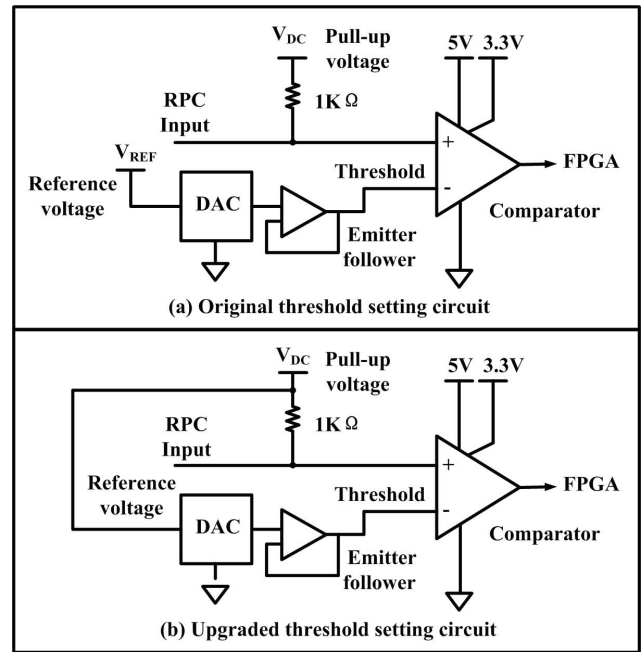 V_DC
Pull-up
voltage
5V 3.3V
1K Ω
RPC
Input
+
FPGA
V_REF
Reference
voltage
DAC
Threshold
-
Comparator
Emitter
follower
(a) Original threshold setting circuit
V_DC
Pull-up
voltage
5V 3.3V
1K Ω
RPC
Input
+
FPGA
Reference
voltage
DAC
Threshold
-
Comparator
Emitter
follower
(b) Upgraded threshold setting circuit